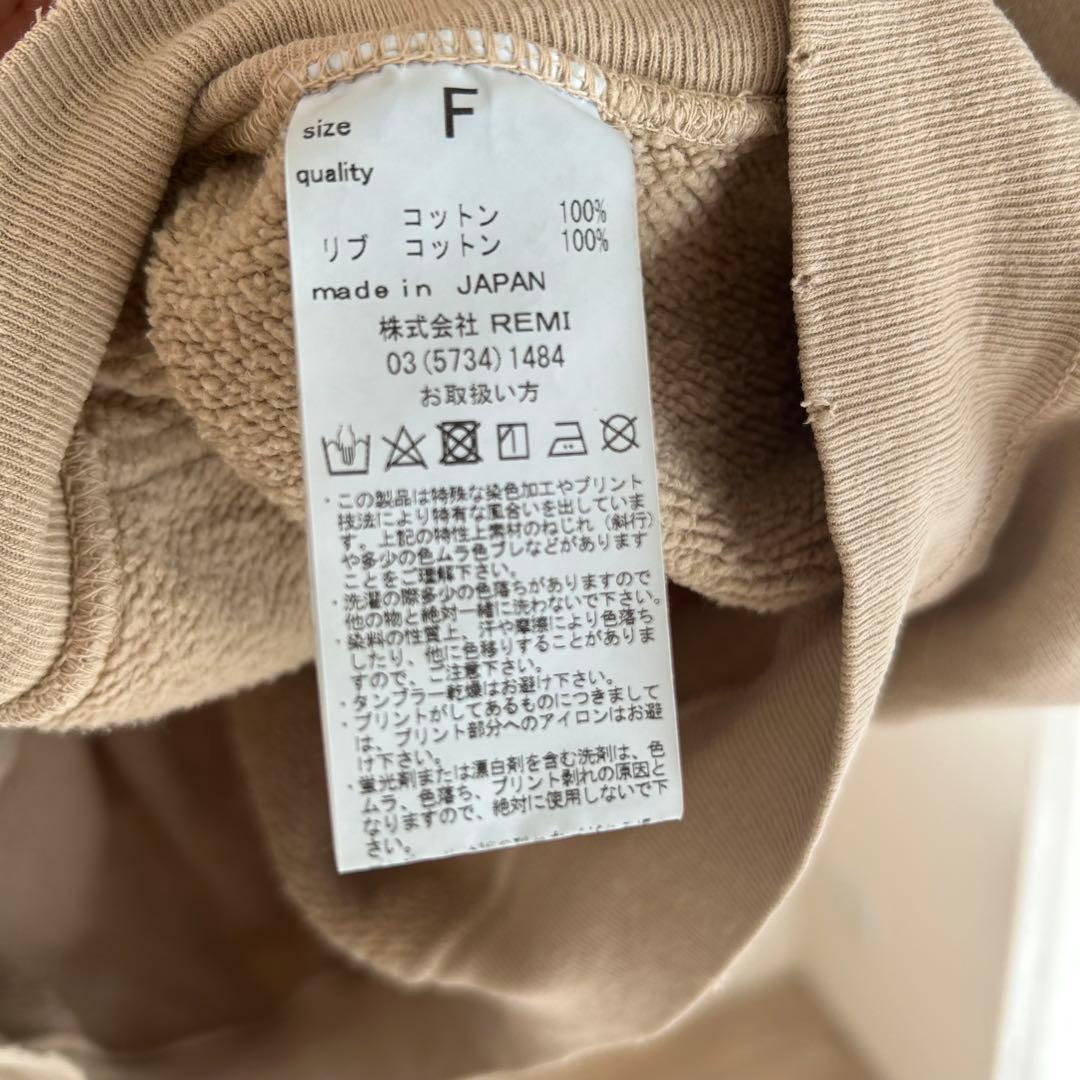 size F
quality
コットン 100%
リブ コットン 100%
made in JAPAN
株式会社 REMI
03(5734)1484
お取扱い方
・この製品は特殊な染色加工やプリント
技法により特有な風合いを出していま
す。上記の特性上素材のねじれ(斜行)
や多少の色ムラ色ブレなどがあります
ことをご理解下さい。
・洗濯の際多少の色落ちがありますので
他の物と絶対一緒に洗わないで下さい。
・染料の性質上、汗や摩擦により色落ち
したり、他に色移りすることがありま
すので、ご注意下さい。
・タンブラー乾燥はお避け下さい。
・プリントがしてあるものにつきまして
は、プリント部分へのアイロンはお避
け下さい。
・蛍光剤または漂白剤を含む洗剤は、色
ムラ、色落ち、プリント剥れの原因と
なりますので、絶対に使用しないで下
さい。